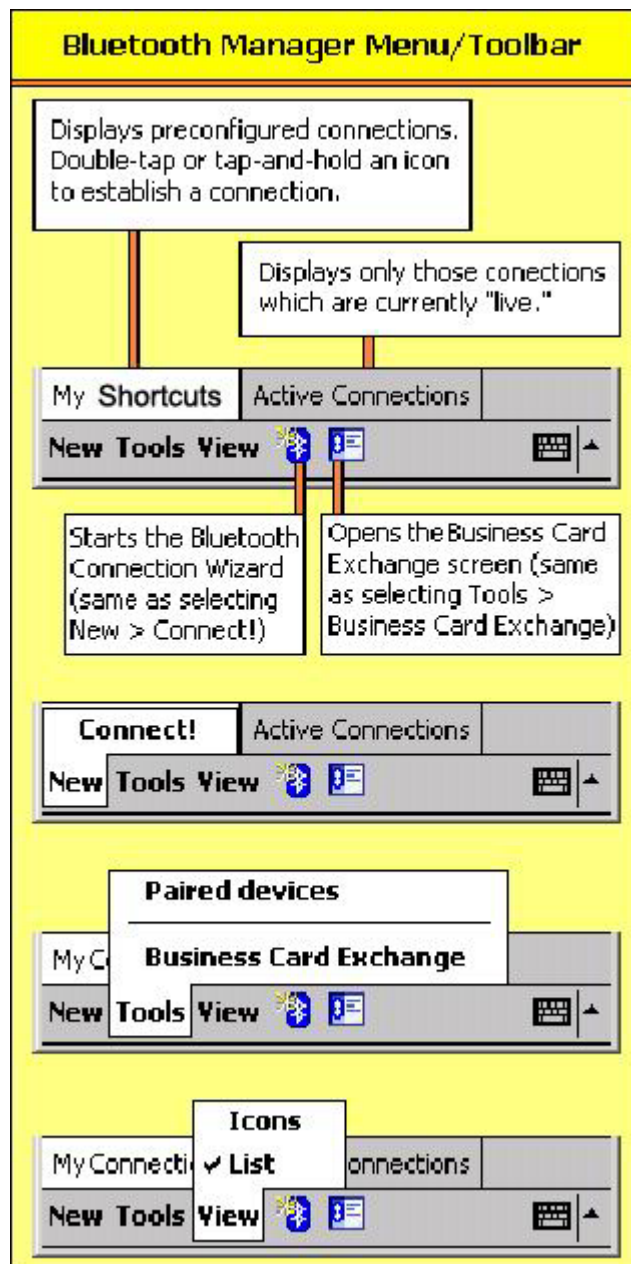 Bluetooth Manager Menu/Toolbar
Displays preconfigured connections.
Double-tap or tap-and-hold an icon
to establish a connection.
Displays only those conections
which are currently "live."
My Shortcuts Active Connections
New Tools View
Starts the Bluetooth
Connection Wizard
(same as selecting
New > Connect!)
Opens the Business Card
Exchange screen (same
as selecting Tools >
Business Card Exchange)
Connect! Active Connections
New Tools View
Paired devices
Business Card Exchange
My C
New Tools View
Icons
List
My Connecti onnections
New Tools View